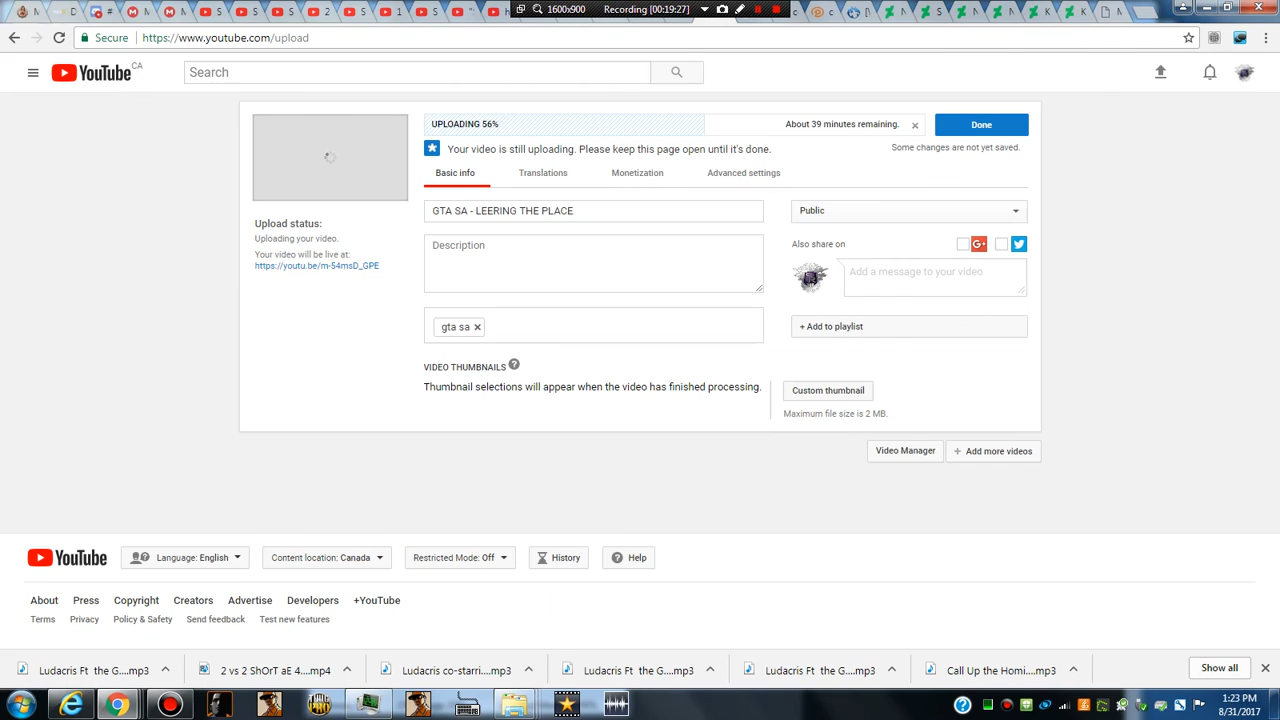 1600x900 Recording [00:19:27]
Secure https://www.youtube.com/upload
YouTube CA Search
UPLOADING 56% About 39 minutes remaining. Done
Your video is still uploading. Please keep this page open until it's done. Some changes are not yet saved.
Basic info Translations Monetization Advanced settings
GTA SA - LEERING THE PLACE Public
Upload status:
Uploading your video.
Your video will be live at:
https://youtu.be/m-54msD_GPE
Description Also share on
Add a message to your video
gta sa + Add to playlist
VIDEO THUMBNAILS
Thumbnail selections will appear when the video has finished processing. Custom thumbnail
Maximum file size is 2 MB.
Video Manager Add more videos
YouTube Language: English Content location: Canada Restricted Mode: Off History Help
About Press Copyright Creators Advertise Developers +YouTube
Terms Privacy Policy & Safety Send feedback Test new features
Ludacris Ft the G....mp3 2 vs 2 ShOrT aE 4....mp4 Ludacris co-starri....mp3 Ludacris Ft the G....mp3 Ludacris Ft the G....mp3 Call Up the Homi....mp3 Show all
1:23 PM
8/31/2017